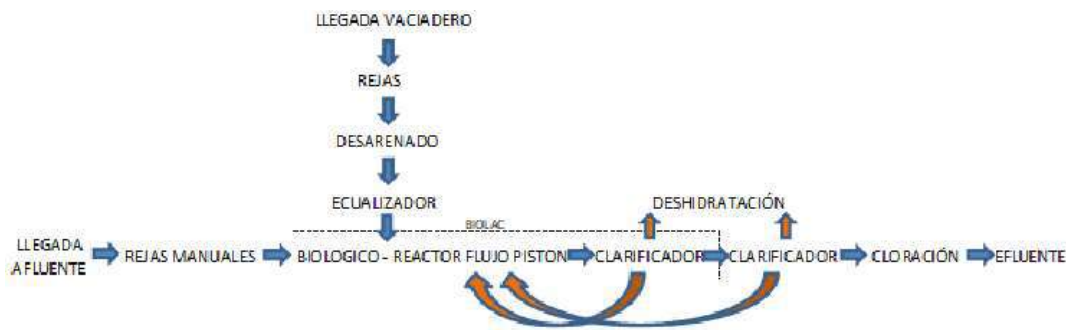 LLEGADA VACIADERO
REJAS
DESARENADO
ECUALIZADOR
DESHIDRATACIÓN
BIOLAC
LLEGADA
AFLUENTE
REJAS MANUALES
BIOLOGICO - REACTOR FLUJO PISTON
CLARIFICADOR
CLARIFICADOR
CLORACIÓN
EFLUENTE